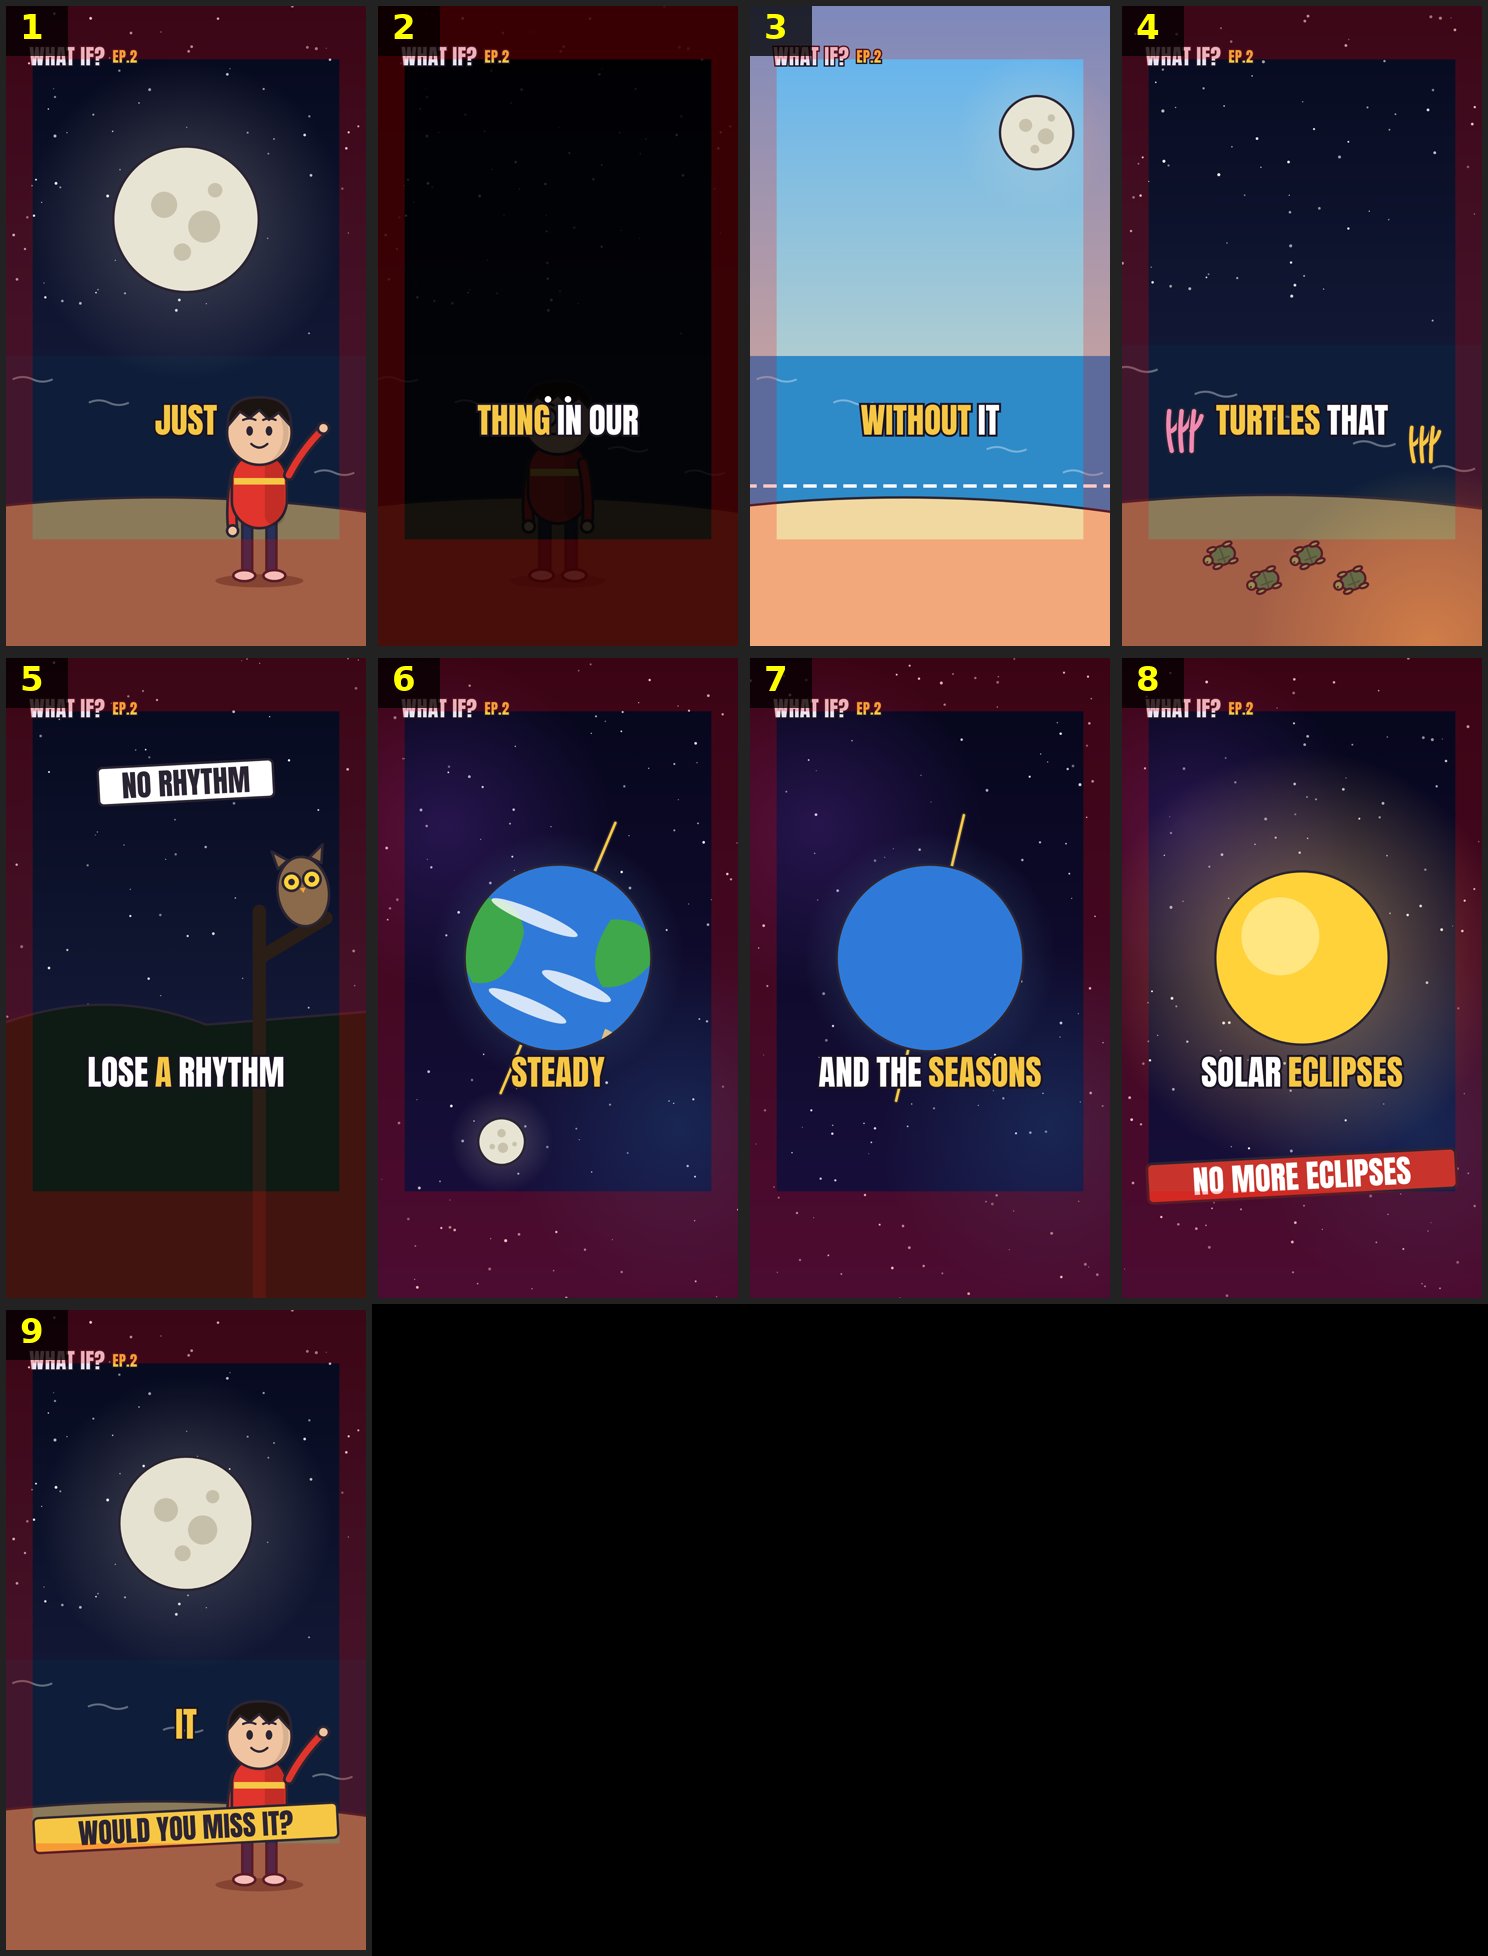 1
WHAT IF? EP.2
JUST
2
WHAT IF? EP.2
THING IN OUR
3
WHAT IF? EP.2
WITHOUT IT
4
WHAT IF? EP.2
TURTLES THAT
5
WHAT IF? EP.2
NO RHYTHM
LOSE A RHYTHM
6
WHAT IF? EP.2
STEADY
7
WHAT IF? EP.2
AND THE SEASONS
8
WHAT IF? EP.2
SOLAR ECLIPSES
NO MORE ECLIPSES
9
WHAT IF? EP.2
IT
WOULD YOU MISS IT?